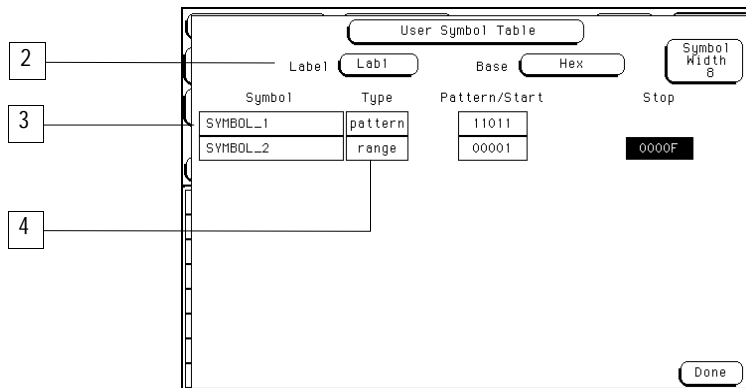 User Symbol Table
2
Label Lab1 Base Hex
Symbol Width 8
Symbol Type Pattern/Start Stop
3
SYMBOL_1 pattern 11011
SYMBOL_2 range 00001 0000F
4
Done